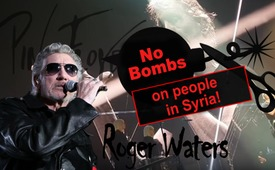 Pink Floyd
No
Bombs
on people
in Syria!
Roger Waters